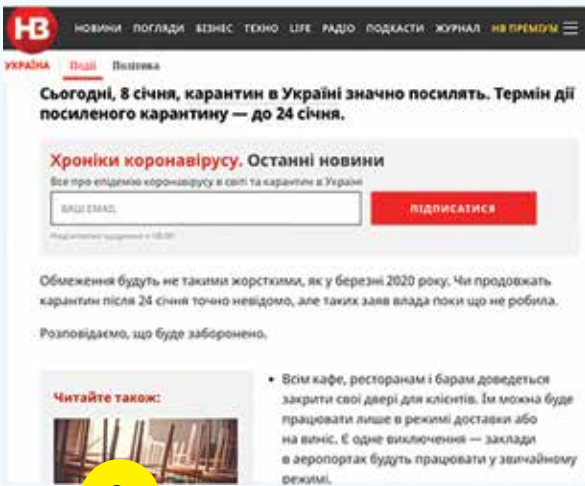 НВ НОВИНИ ПОГЛЯДИ БІЗНЕС ТЕХНО LIFE РАДІО ПОДКАСТИ ЖУРНАЛ НВ ПРЕМІУМ
УКРАЇНА Події Політика
Сьогодні, 8 січня, карантин в Україні значно посилять. Термін дії
посиленого карантину — до 24 січня.
Хроніки коронавірусу. Останні новини
Все про епідемію коронавірусу в світі та карантин в Україні
ВАШ EMAIL
ПІДПИСАТИСЯ
Обмеження будуть не такими жорсткими, як у березні 2020 року. Чи продовжать
карантин після 24 січня точно невідомо, але таких заяв влада поки що не робила.
Розповідаємо, що буде заборонено.
Читайте також:
• Всім кафе, ресторанам і барам доведеться
закрити свої двері для клієнтів. Їм можна буде
працювати лише в режимі доставки або
на виніс. Є одне виключення — заклади
в аеропортах будуть працювати у звичайному
режимі.